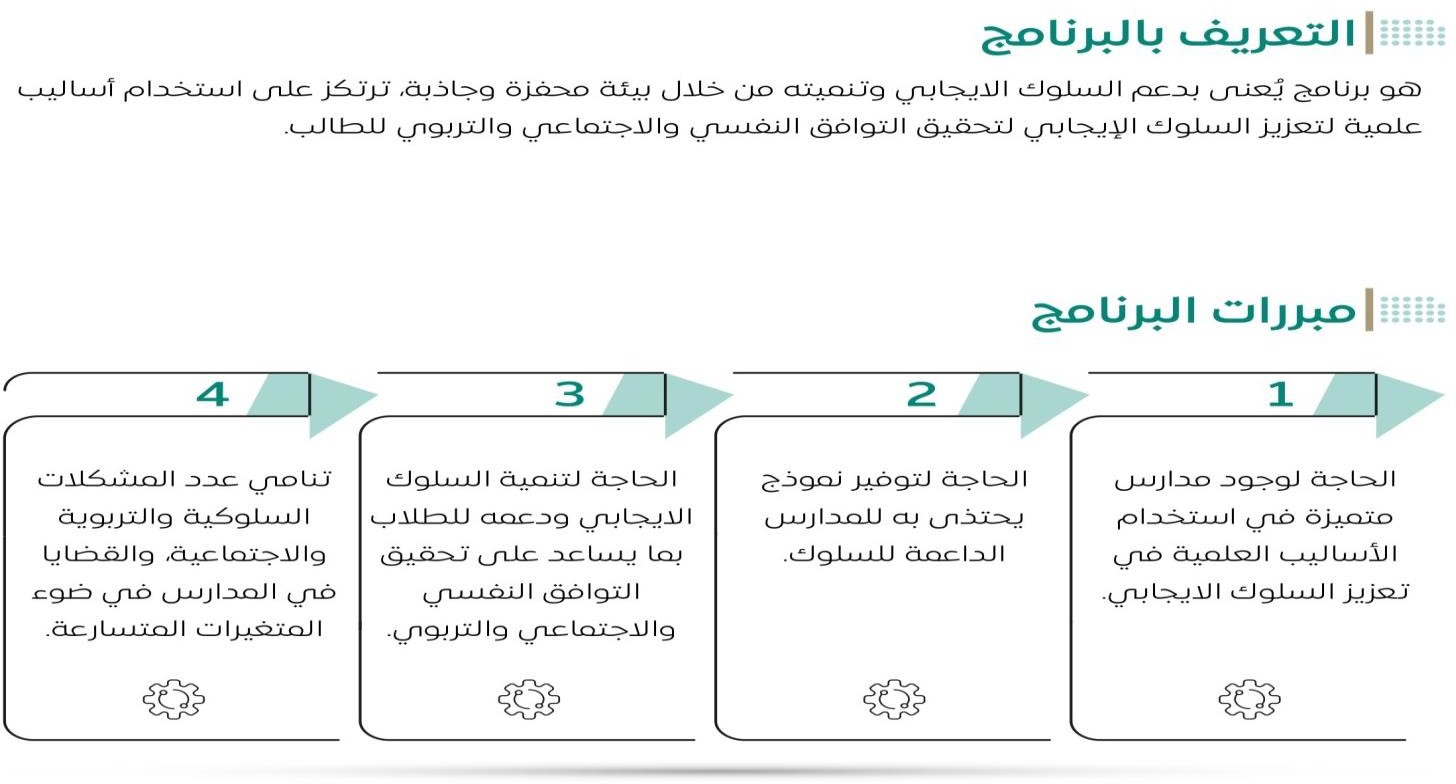 التعريف بالبرنامج
هو برنامج يُعنى بدعم السلوك الايجابي وتنميته من خلال بيئة محفزة وجاذبة، ترتكز على استخدام أساليب
علمية لتعزيز السلوك الإيجابي لتحقيق التوافق النفسي والاجتماعي والتربوي للطالب.
مبررات البرنامج
1
الحاجة لوجود مدارس
متميزة في استخدام
الأساليب العلمية في
تعزيز السلوك الايجابي.
2
الحاجة لتوفير نموذج
يحتذى به للمدارس
الداعمة للسلوك.
3
الحاجة لتنمية السلوك
الايجابي ودعمه للطلاب
بما يساعد على تحقيق
التوافق النفسي
والاجتماعي والتربوي.
4
تنامي عدد المشكلات
السلوكية والتربوية
والاجتماعية، والقضايا
في المدارس في ضوء
المتغيرات المتسارعة.